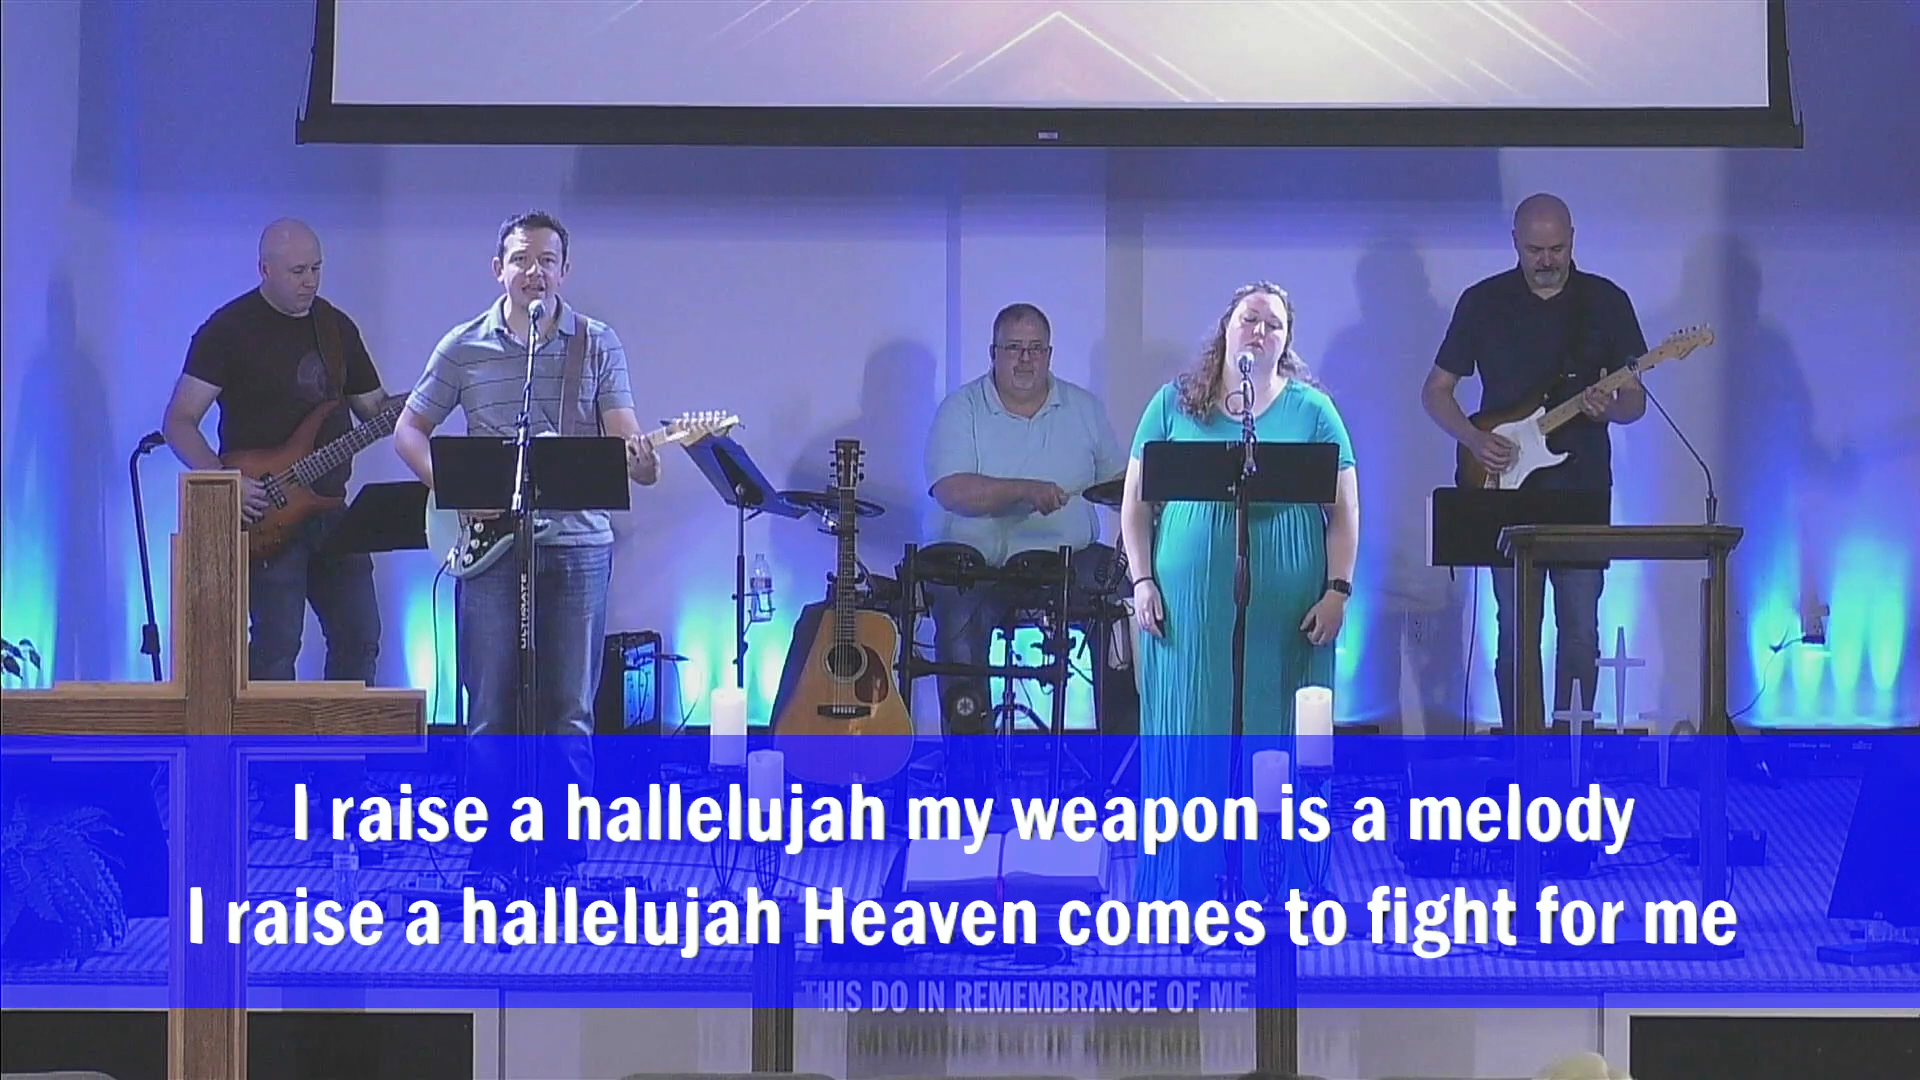 ULTIMATE
I raise a hallelujah my weapon is a melody
I raise a hallelujah Heaven comes to fight for me
THIS DO IN REMEMBRANCE OF ME